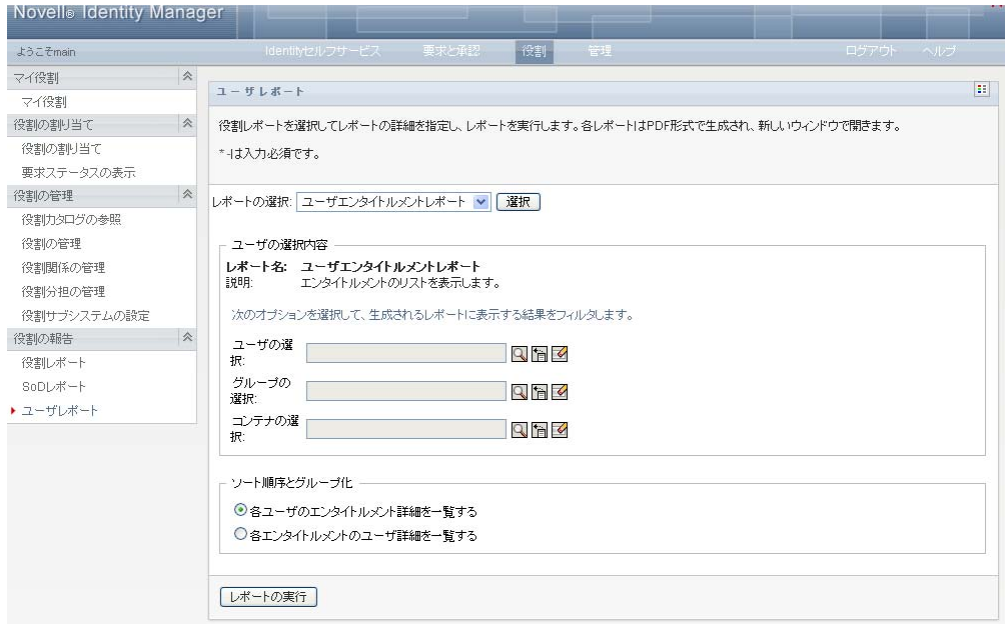 Novell® Identity Manager
ようこそmain
Identityセルフサービス 要求と承認 役割 管理 ログアウト ヘルプ
マイ役割
マイ役割
役割の割り当て
役割の割り当て
要求ステータスの表示
役割の管理
役割カタログの参照
役割の管理
役割関係の管理
役割分担の管理
役割サブシステムの設定
役割の報告
役割レポート
SoDレポート
ユーザレポート
ユーザレポート
役割レポートを選択してレポートの詳細を指定し、レポートを実行します。各レポートはPDF形式で生成され、新しいウィンドウで開きます。
*-は入力必須です。
レポートの選択: ユーザエンタイトルメントレポート 選択
ユーザの選択内容
レポート名: ユーザエンタイトルメントレポート
説明: エンタイトルメントのリストを表示します。
次のオプションを選択して、生成されるレポートに表示する結果をフィルタします。
ユーザの選
択:
グループの
選択:
コンテナの選
択:
ソート順序とグループ化
各ユーザのエンタイトルメント詳細を一覧する
各エンタイトルメントのユーザ詳細を一覧する
レポートの実行